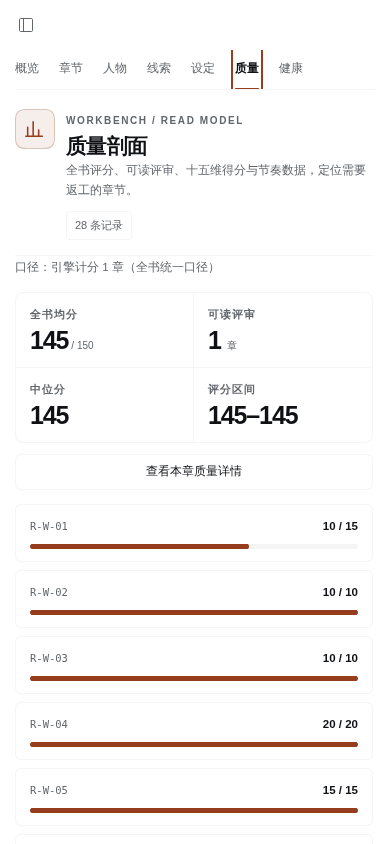 概览 章节 人物 线索 设定 质量 健康
WORKBENCH / READ MODEL
质量剖面
全书评分、可读评审、十五维得分与节奏数据，定位需要
返工的章节。
28 条记录
口径：引擎计分 1 章（全书统一口径）
全书均分 可读评审
145 / 150 1 章
中位分 评分区间
145 145–145
查看本章质量详情
R-W-01 10 / 15
R-W-02 10 / 10
R-W-03 10 / 10
R-W-04 20 / 20
R-W-05 15 / 15